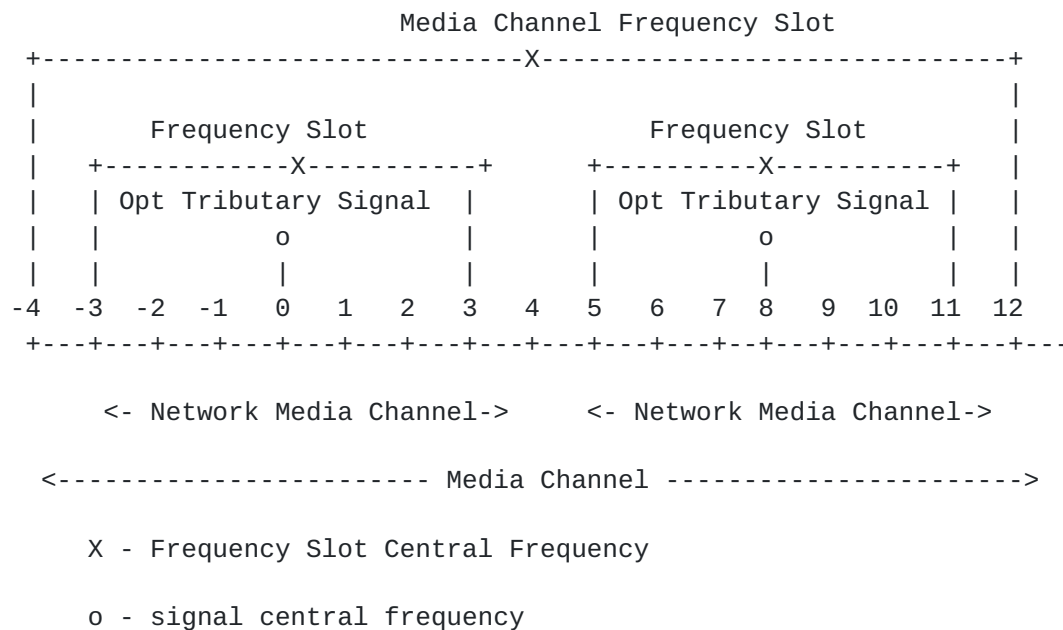 Media Channel Frequency Slot
 +-------------------------------X------------------------------+
 |                                                              |
 |       Frequency Slot                  Frequency Slot         |
 |   +------------X-----------+      +----------X-----------+   |
 |   | Opt Tributary Signal  |       | Opt Tributary Signal |   |
 |   |           o           |       |          o           |   |
 |   |           |           |       |          |           |   |
-4  -3  -2  -1   0   1   2   3   4   5   6   7  8   9  10  11  12
 +---+---+---+---+---+---+---+---+---+---+---+--+---+---+---+---+---

      <- Network Media Channel->     <- Network Media Channel->

  <------------------------ Media Channel ----------------------->

     X - Frequency Slot Central Frequency

     o - signal central frequency